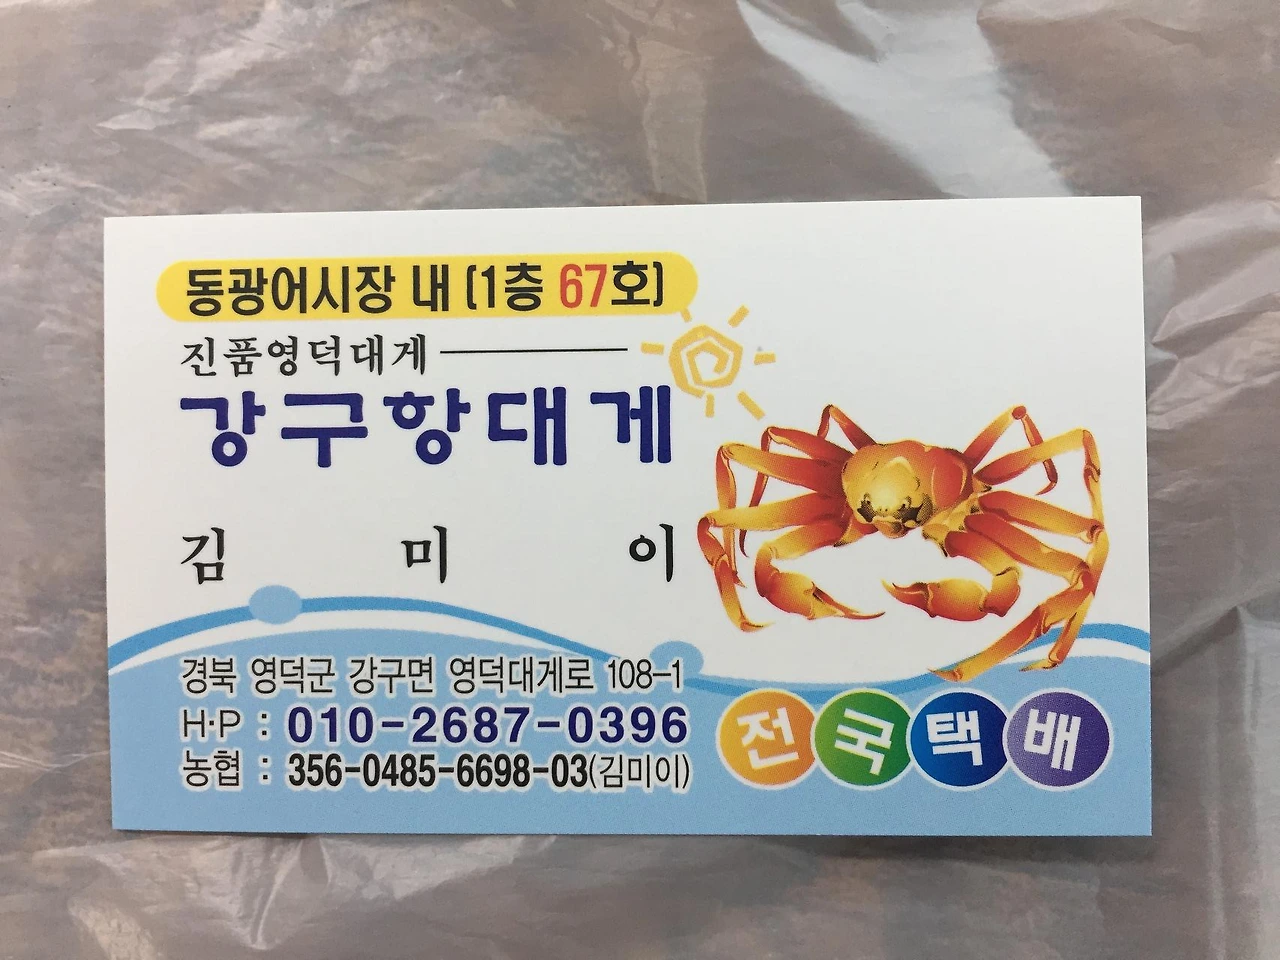 동광어시장 내 (1층 67호)
진품영덕대게
강구항대게
김 미 이
경북 영덕군 강구면 영덕대게로 108-1
H·P : 010-2687-0396
농협 : 356-0485-6698-03(김미이)
전국택배